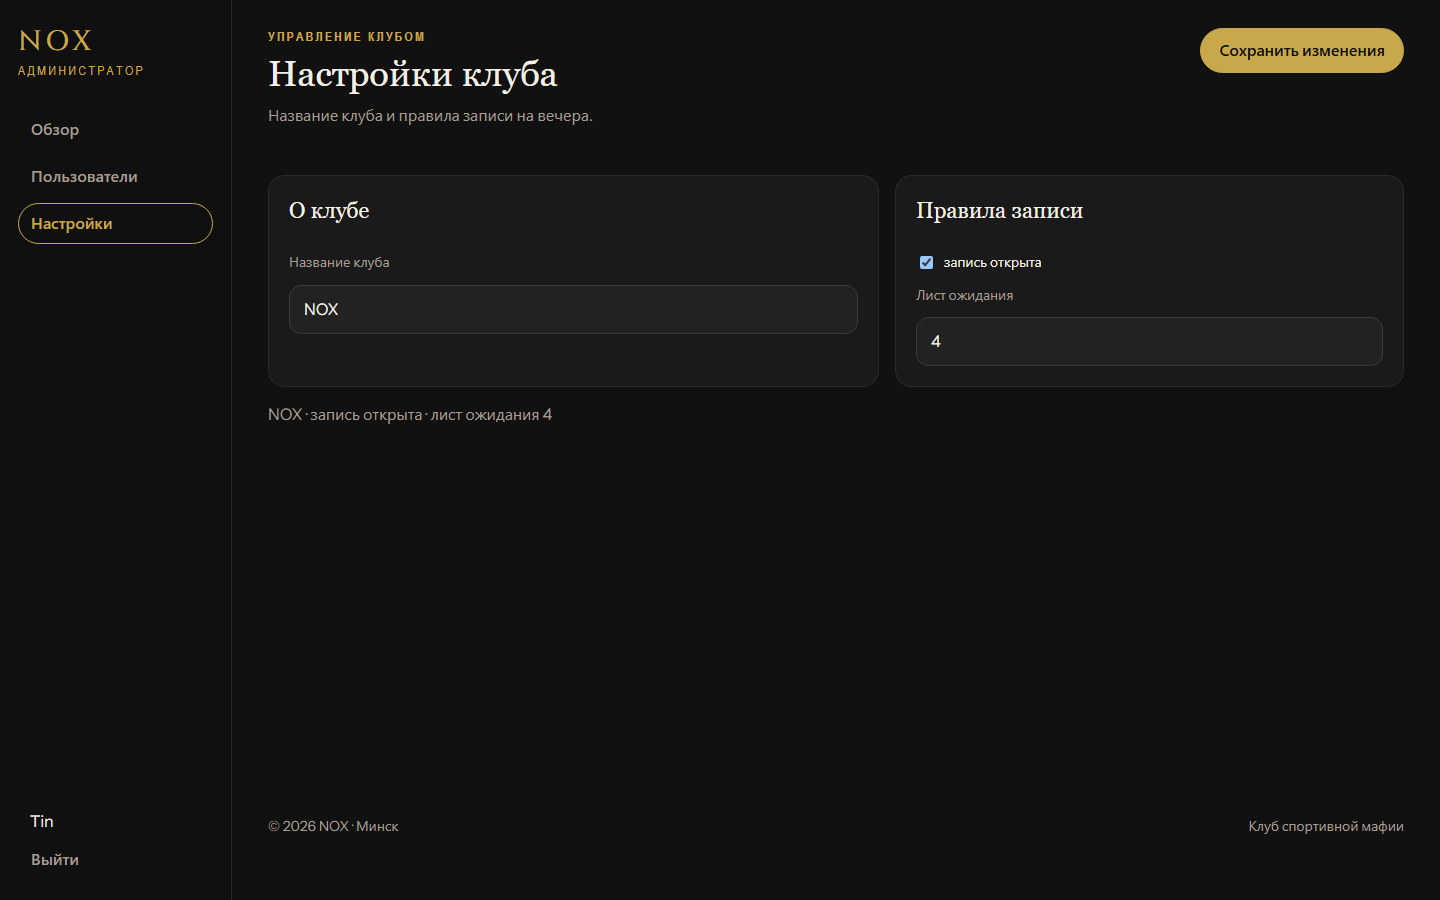 NOX
АДМИНИСТРАТОР
Обзор
Пользователи
Настройки
Tin
Выйти
УПРАВЛЕНИЕ КЛУБОМ
Настройки клуба
Название клуба и правила записи на вечера.
Сохранить изменения
О клубе
Название клуба
NOX
Правила записи
запись открыта
Лист ожидания
4
NOX · запись открыта · лист ожидания 4
© 2026 NOX · Минск
Клуб спортивной мафии